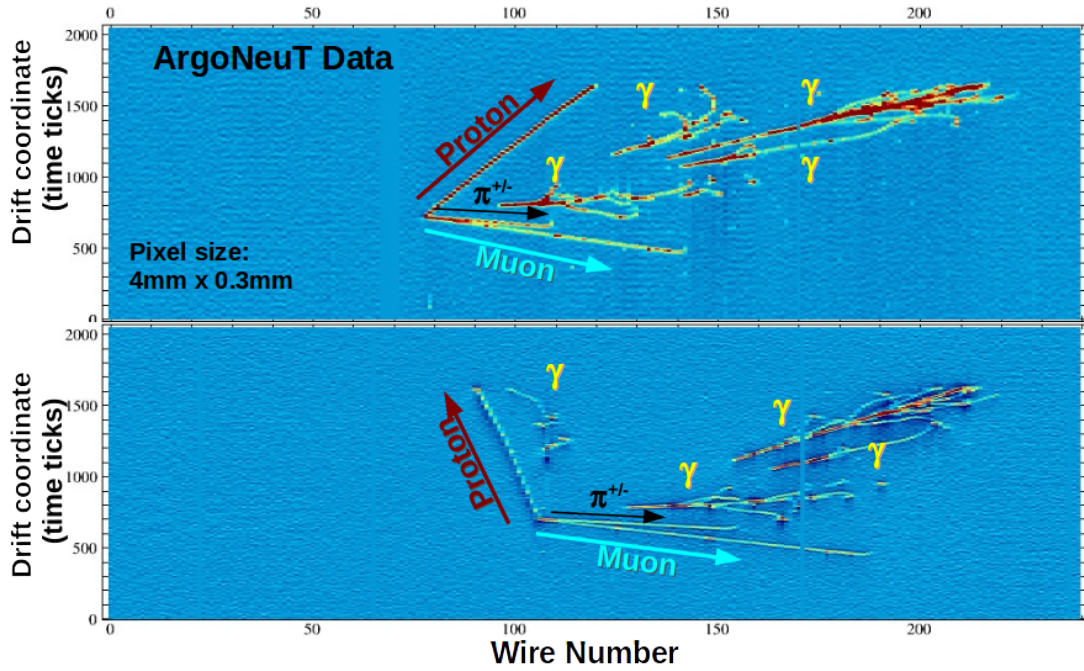 0 50 100 150 200
2000
1500
1000
500
0
Drift coordinate
(time ticks)
ArgoNeuT Data
Proton
γ
γ
γ
γ
π+/-
Muon
Pixel size:
4mm x 0.3mm
2000
1500
1000
500
0
Drift coordinate
(time ticks)
γ
γ
γ
γ
Proton
π+/-
Muon
0 50 100 150 200
Wire Number